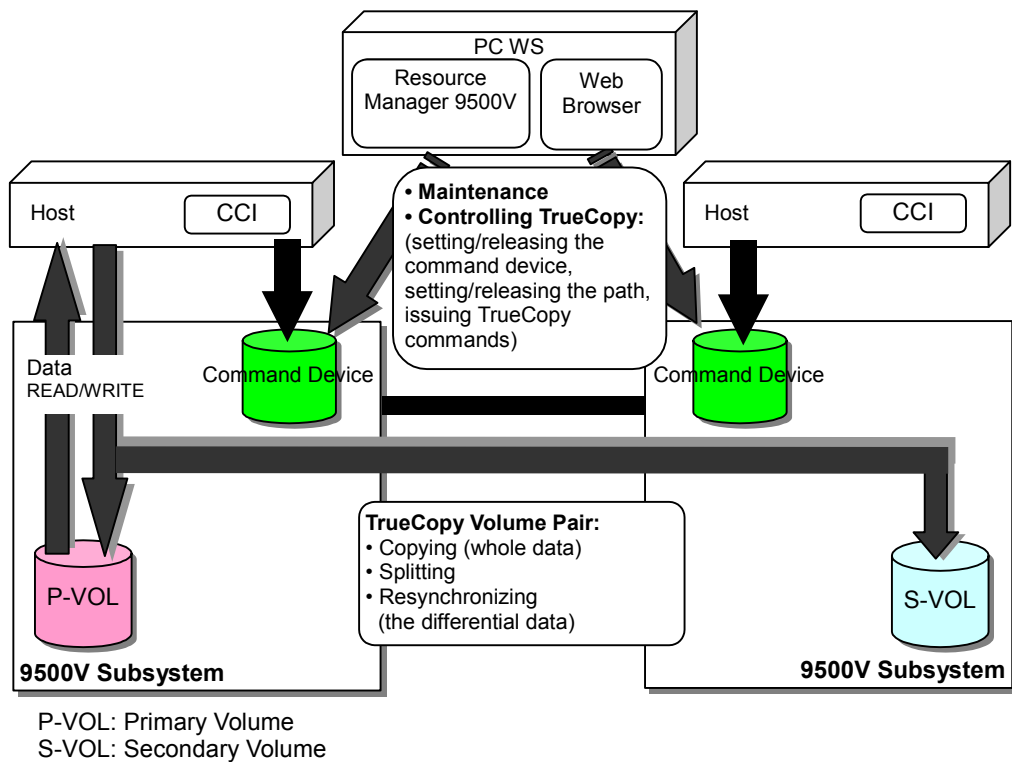 PC WS
Resource
Manager 9500V
Web
Browser
Host
CCI
• Maintenance
• Controlling TrueCopy:
(setting/releasing the
command device,
setting/releasing the path,
issuing TrueCopy
commands)
Host
CCI
Data
READ/WRITE
Command Device
Command Device
TrueCopy Volume Pair:
• Copying (whole data)
• Splitting
• Resynchronizing
(the differential data)
P-VOL
S-VOL
9500V Subsystem
9500V Subsystem
P-VOL: Primary Volume
S-VOL: Secondary Volume